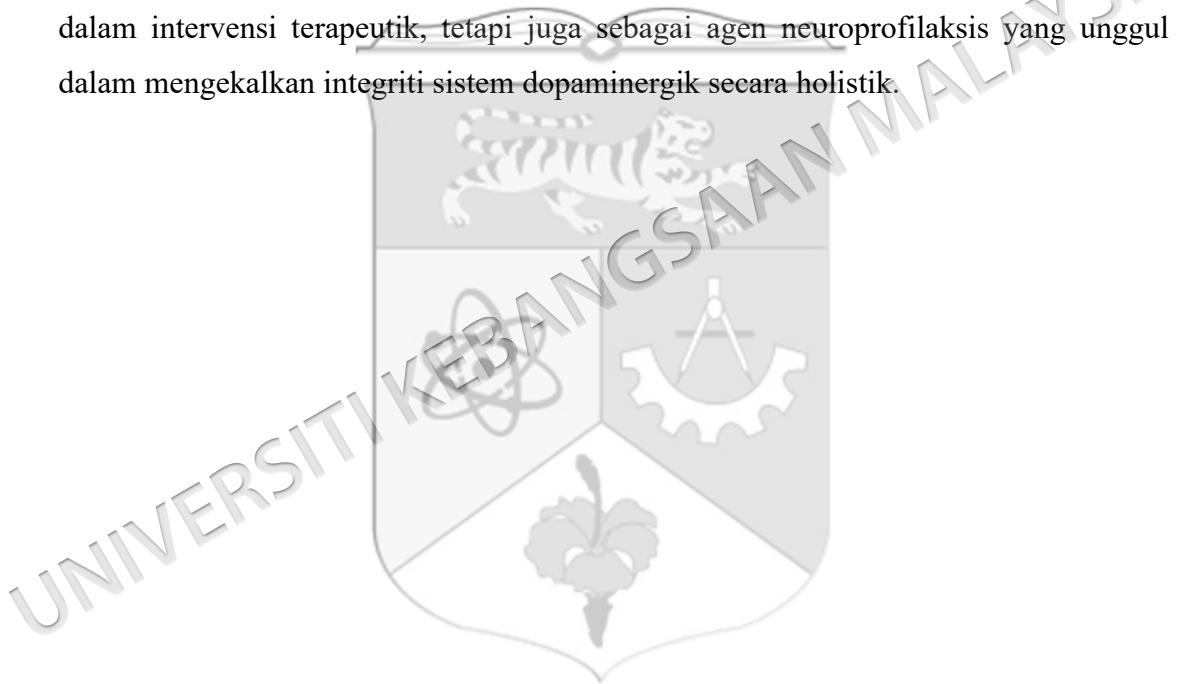 dalam intervensi terapeutik, tetapi juga sebagai agen neuroprofilaksis yang unggul
dalam mengekalkan integriti sistem dopaminergik secara holistik.
UNIVERSITI KEBANGSAAN MALAYSI